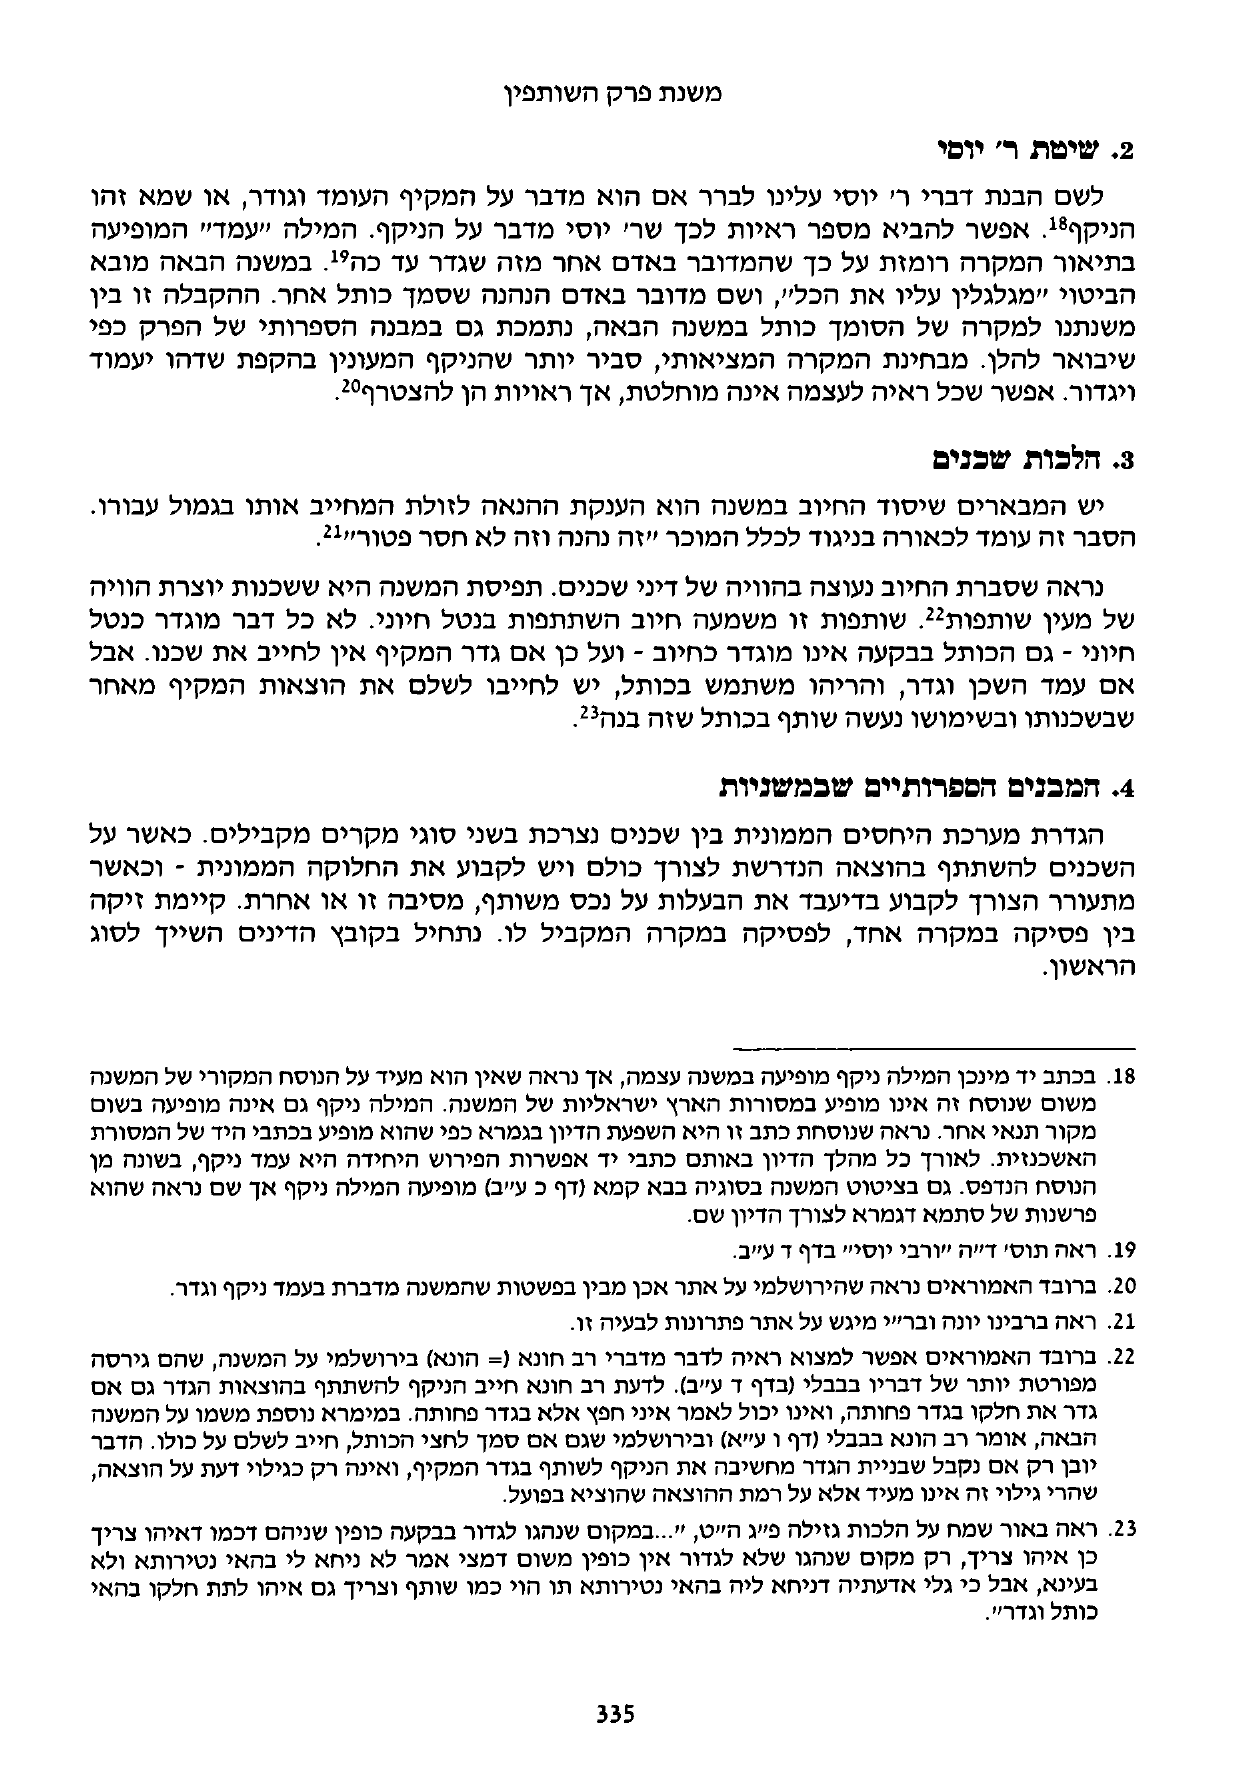 משנת פרק השותפין
2. שיטת ר' יוסי
לשם הבנת דברי ר' יוסי עלינו לברר אם הוא מדבר על המקיף העומד וגודר, או שמא זהו
הניקף18. אפשר להביא מספר ראיות לכך שר' יוסי מדבר על הניקף. המילה "עמד" המופיעה
בתיאור המקרה רומזת על כך שהמדובר באדם אחר מזה שגדר עד כה19. במשנה הבאה מובא
הביטוי "מגלגלין עליו את הכל", ושם מדובר באדם הנהנה שסמך כותל אחר. ההקבלה זו בין
משנתנו למקרה של הסומך כותל במשנה הבאה, נתמכת גם במבנה הספרותי של הפרק כפי
שיבואר להלן. מבחינת המקרה המציאותי, סביר יותר שהניקף המעונין בהקפת שדהו יעמוד
ויגדור. אפשר שכל ראיה לעצמה אינה מוחלטת, אך ראויות הן להצטרף20.
3. הלכות שכנים
יש המבארים שיסוד החיוב במשנה הוא הענקת ההנאה לזולת המחייב אותו בגמול עבורו.
הסבר זה עומד לכאורה בניגוד לכלל המוכר "זה נהנה וזה לא חסר פטור"21.
נראה שסברת החיוב נעוצה בהוויה של דיני שכנים. תפיסת המשנה היא ששכנות יוצרת הוויה
של מעין שותפות22. שותפות זו משמעה חיוב השתתפות בנטל חיוני. לא כל דבר מוגדר כנטל
חיוני - גם הכותל בבקעה אינו מוגדר כחיוב - ועל כן אם גדר המקיף אין לחייב את שכנו. אבל
אם עמד השכן וגדר, והריהו משתמש בכותל, יש לחייבו לשלם את הוצאות המקיף מאחר
שבשכנותו ובשימושו נעשה שותף בכותל שזה בנה23.
4. המבנים הספרותיים שבמשניות
הגדרת מערכת היחסים הממונית בין שכנים נצרכת בשני סוגי מקרים מקבילים. כאשר על
השכנים להשתתף בהוצאה הנדרשת לצורך כולם ויש לקבוע את החלוקה הממונית - וכאשר
מתעורר הצורך לקבוע בדיעבד את הבעלות על נכס משותף, מסיבה זו או אחרת. קיימת זיקה
בין פסיקה במקרה אחד, לפסיקה במקרה המקביל לו. נתחיל בקובץ הדינים השייך לסוג
הראשון.
18. בכתב יד מינכן המילה ניקף מופיעה במשנה עצמה, אך נראה שאין הוא מעיד על הנוסח המקורי של המשנה
משום שנוסח זה אינו מופיע במסורות הארץ ישראליות של המשנה. המילה ניקף גם אינה מופיעה בשום
מקור תנאי אחר. נראה שנוסחת כתב זו היא השפעת הדיון בגמרא כפי שהוא מופיע בכתבי היד של המסורת
האשכנזית. לאורך כל מהלך הדיון באותם כתבי יד אפשרות הפירוש היחידה היא עמד ניקף, בשונה מן
הנוסח הנדפס. גם בציטוט המשנה בסוגיה בבא קמא (דף כ ע"ב) מופיעה המילה ניקף אך שם נראה שהוא
פרשנות של סתמא דגמרא לצורך הדיון שם.
19. ראה תוס' ד"ה "ורבי יוסי" בדף ד ע"ב.
20. ברובד האמוראים נראה שהירושלמי על אתר אכן מבין בפשטות שהמשנה מדברת בעמד ניקף וגדר.
21. ראה ברבינו יונה ובר"י מיגש על אתר פתרונות לבעיה זו.
22. ברובד האמוראים אפשר למצוא ראיה לדבר מדברי רב חונא (= הונא) בירושלמי על המשנה, שהם גירסה
מפורטת יותר של דבריו בבבלי (בדף ד ע"ב). לדעת רב חונא חייב הניקף להשתתף בהוצאות הגדר גם אם
גדר את חלקו בגדר פחותה, ואינו יכול לאמר איני חפץ אלא בגדר פחותה. במימרא נוספת משמו על המשנה
הבאה, אומר רב הונא בבבלי (דף ו ע"א) ובירושלמי שגם אם סמך לחצי הכותל, חייב לשלם על כולו. הדבר
יובן רק אם נקבל שבניית הגדר מחשיבה את הניקף לשותף בגדר המקיף, ואינה רק כגילוי דעת על הוצאה,
שהרי גילוי זה אינו מעיד אלא על רמת ההוצאה שהוציא בפועל.
23. ראה באור שמח על הלכות גזילה פ"ג ה"ט, "...במקום שנהגו לגדור בבקעה כופין שניהם דכמו דאיהו צריך
כן איהו צריך, רק מקום שנהגו שלא לגדור אין כופין משום דמצי אמר לא ניחא לי בהאי נטירותא ולא
בעינא, אבל כי גלי אדעתיה דניחא ליה בהאי נטירותא תו הוי כמו שותף וצריך גם איהו לתת חלקו בהאי
כותל וגדר".
335